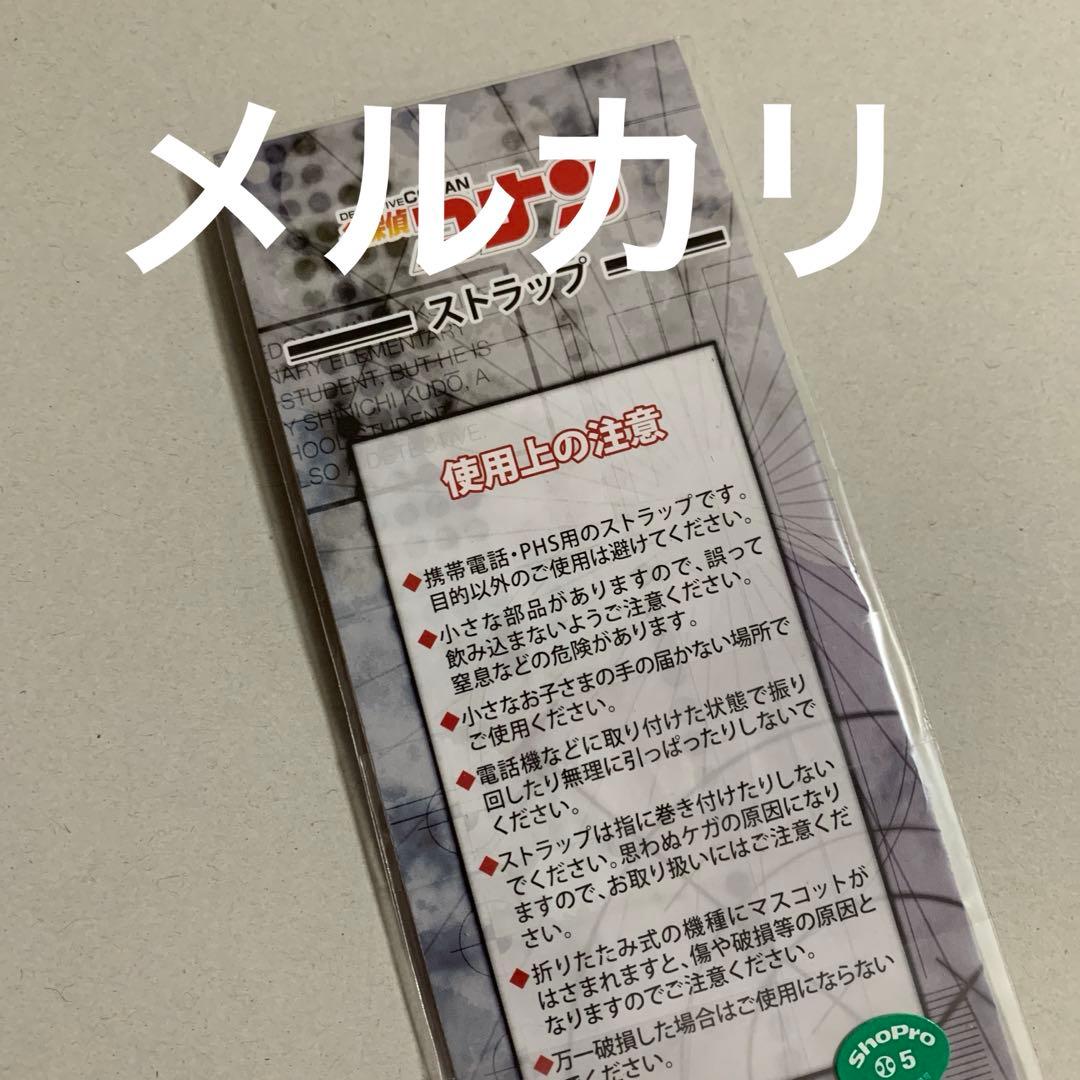 メルカリ
DETECTIVE CONAN
探偵コナン
ストラップ
NARY ELEMENTARY
STUDENT, BUT HE IS
Y SHINICHI KUDO, A
HOOL STUDENT
LSO A DETECTIVE.
使用上の注意
◆携帯電話・PHS用のストラップです。
目的以外のご使用は避けてください。
◆小さな部品がありますので、誤って
飲み込まないようご注意ください。
窒息などの危険があります。
◆小さなお子さまの手の届かない場所で
ご使用ください。
◆電話機などに取り付けた状態で振り
回したり無理に引っぱったりしないで
ください。
◆ストラップは指に巻き付けたりしない
でください。思わぬケガの原因になり
ますので、お取り扱いにはご注意くだ
さい。
◆折りたたみ式の機種にマスコットが
はさまれますと、傷や破損等の原因と
なりますのでご注意ください。
◆万一破損した場合はご使用にならない
でください。
ShoPro
5